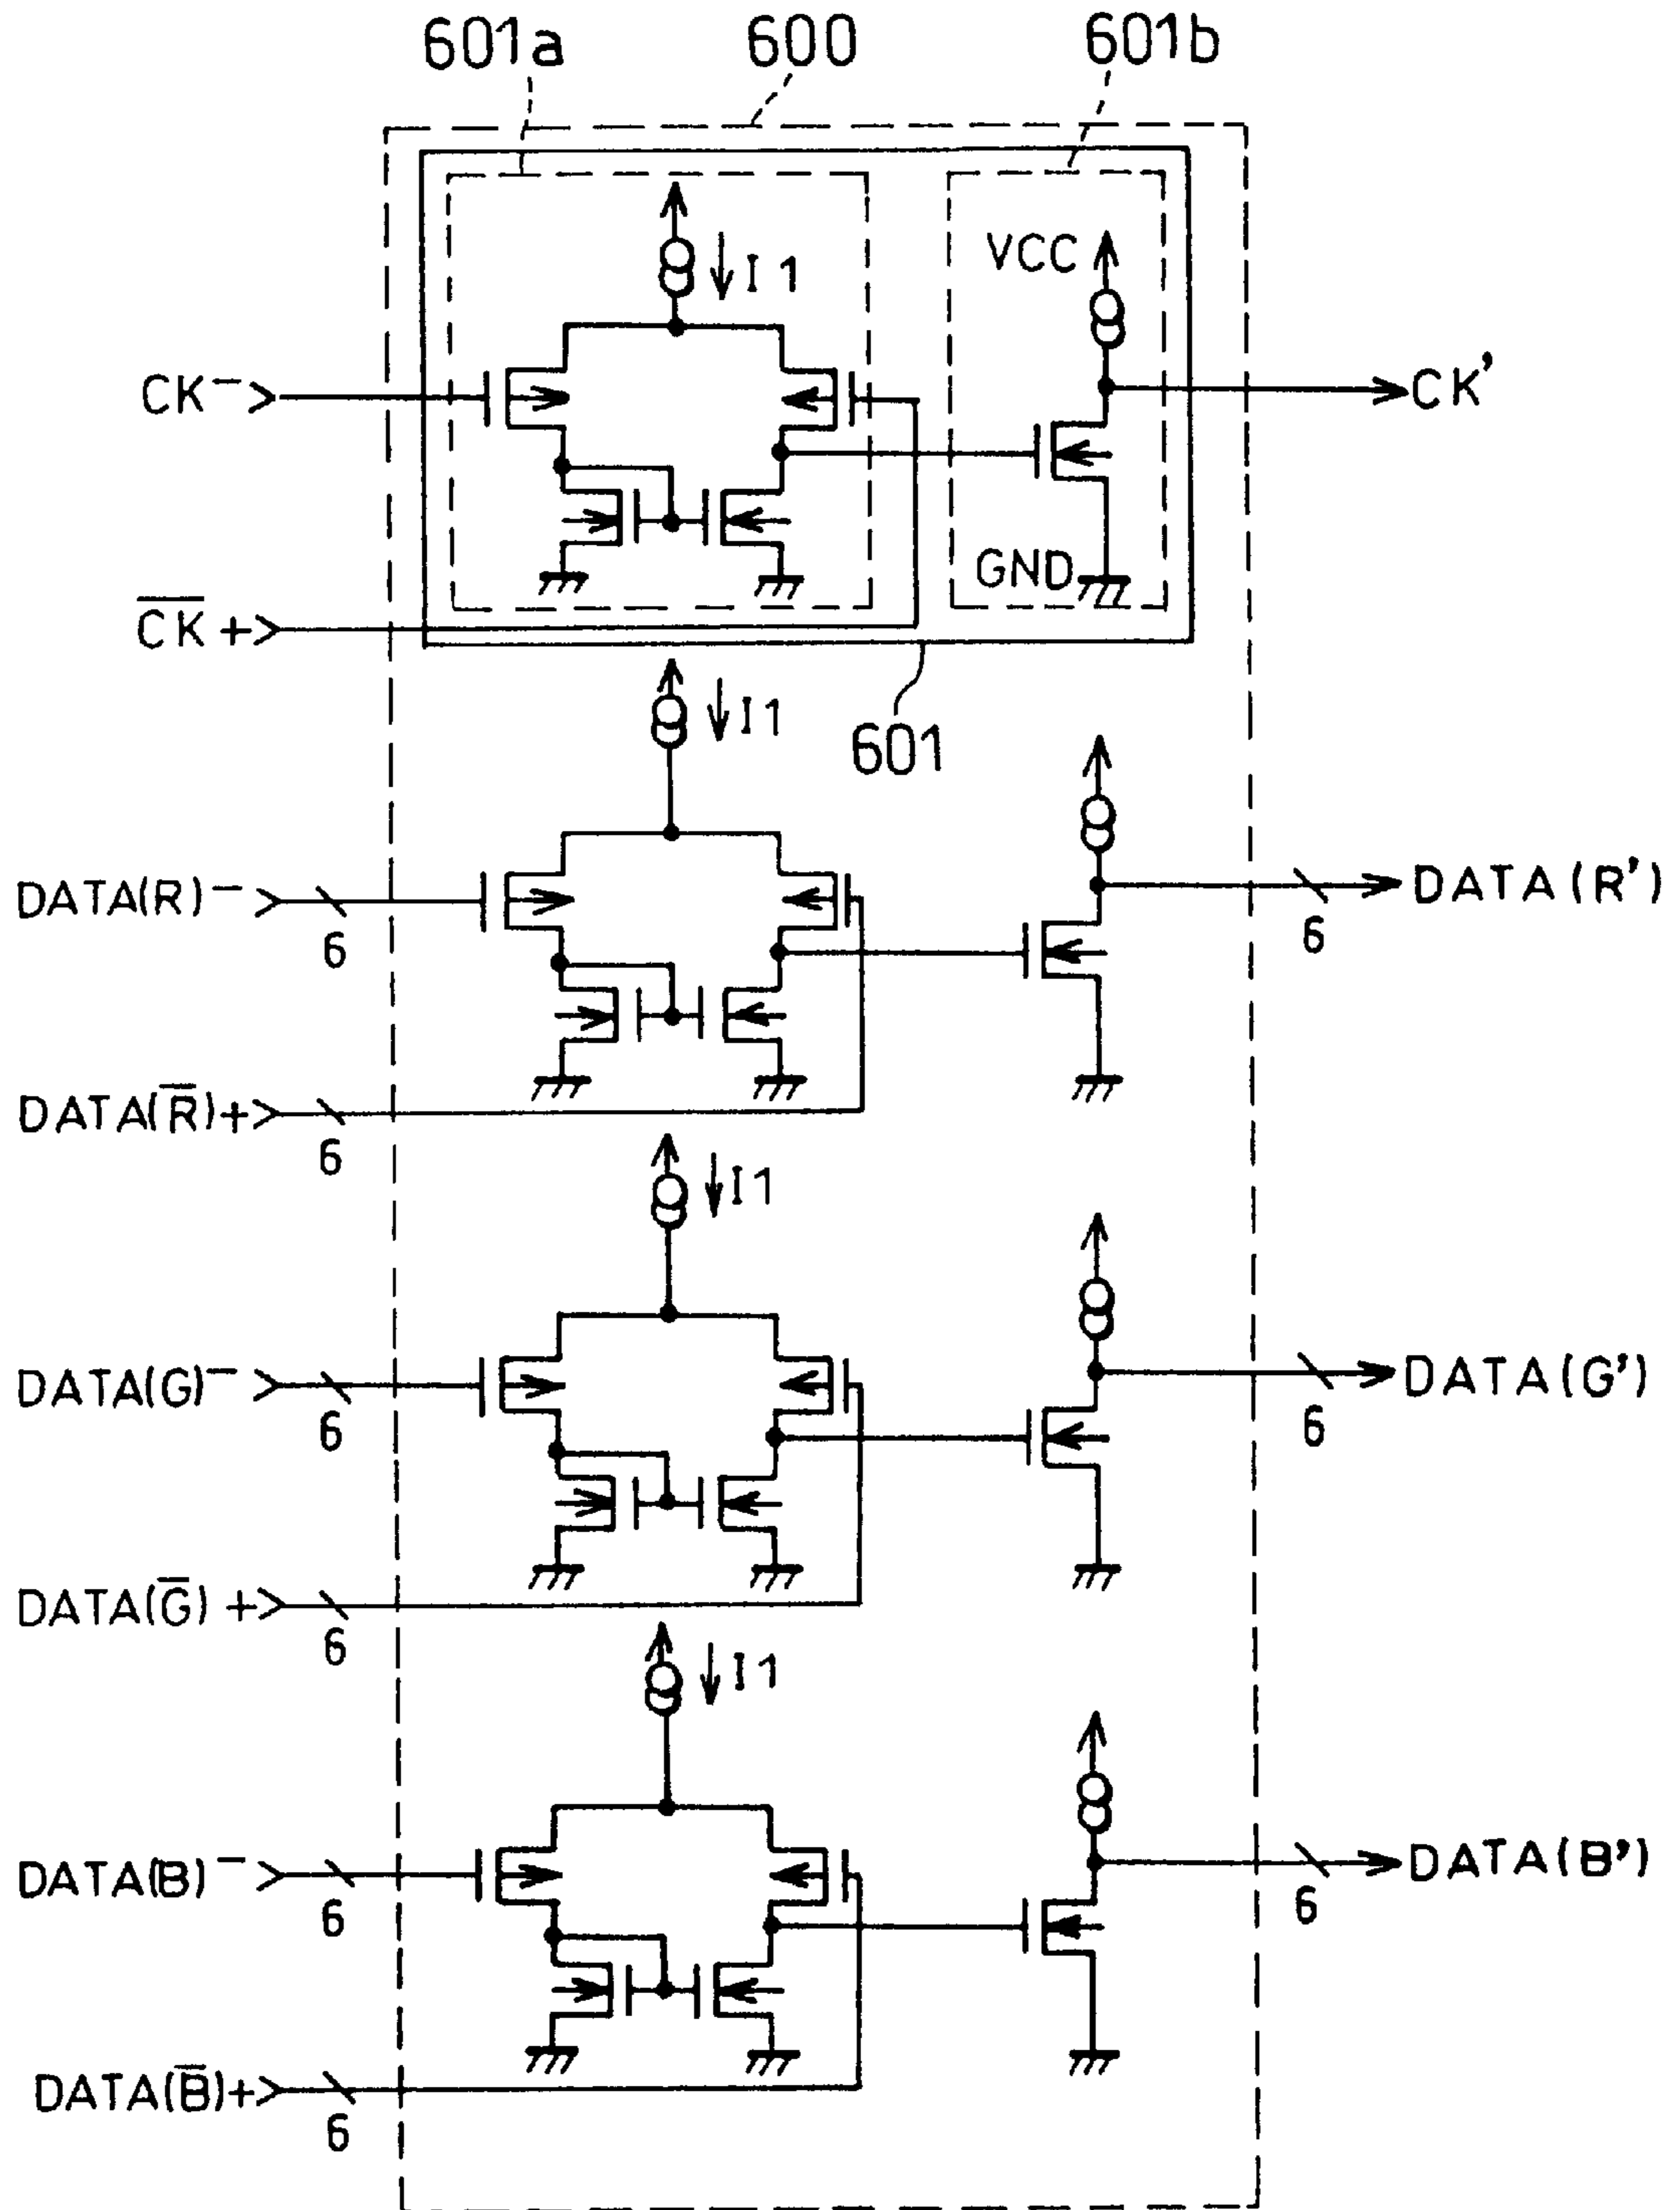 601a 600 601b
I1
VCC
CK⁻ CK'
GND
C̅K̅ +
I1
601
DATA(R)⁻ 6 DATA(R') 6
DATA(R̅)+ 6
I1
DATA(G)⁻ 6 DATA(G') 6
DATA(G̅) + 6
I1
DATA(B)⁻ 6 DATA(B') 6
DATA(B̅)+ 6